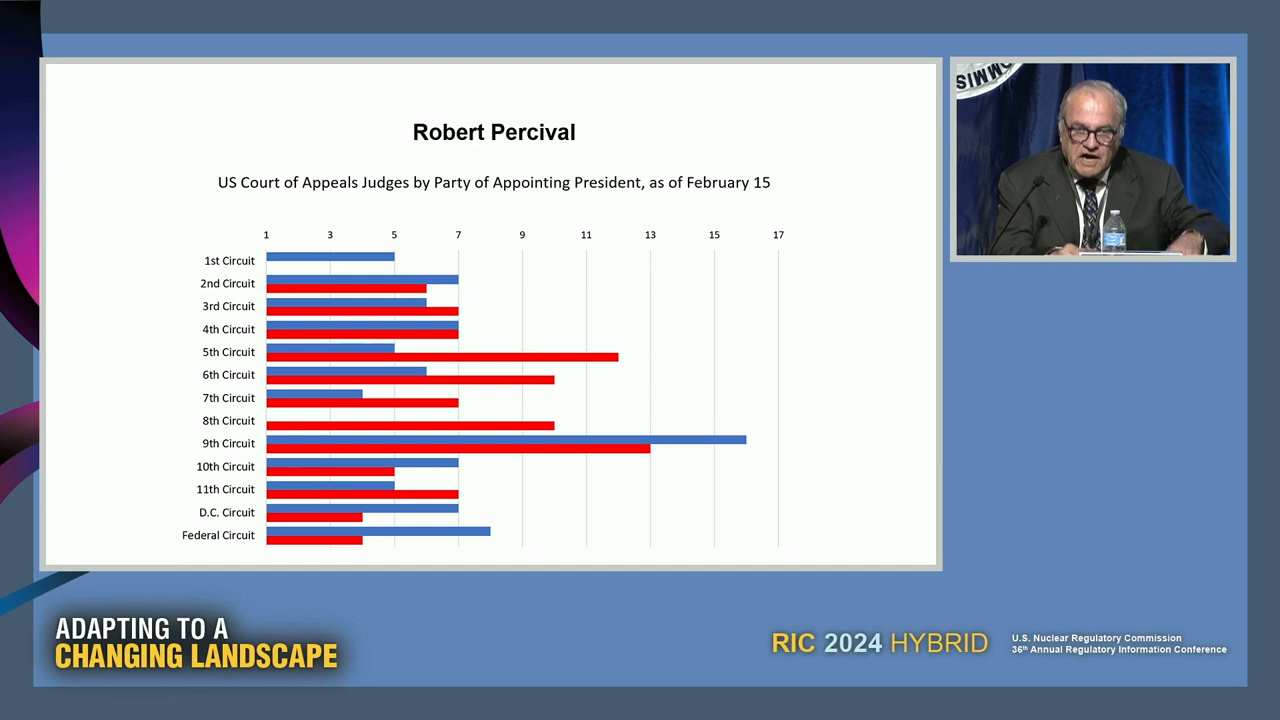 Robert Percival
US Court of Appeals Judges by Party of Appointing President, as of February 15
1 3 5 7 9 11 13 15 17
1st Circuit
2nd Circuit
3rd Circuit
4th Circuit
5th Circuit
6th Circuit
7th Circuit
8th Circuit
9th Circuit
10th Circuit
11th Circuit
D.C. Circuit
Federal Circuit
ADAPTING TO A
CHANGING LANDSCAPE
RIC 2024 HYBRID
U.S. Nuclear Regulatory Commission
36th Annual Regulatory Information Conference